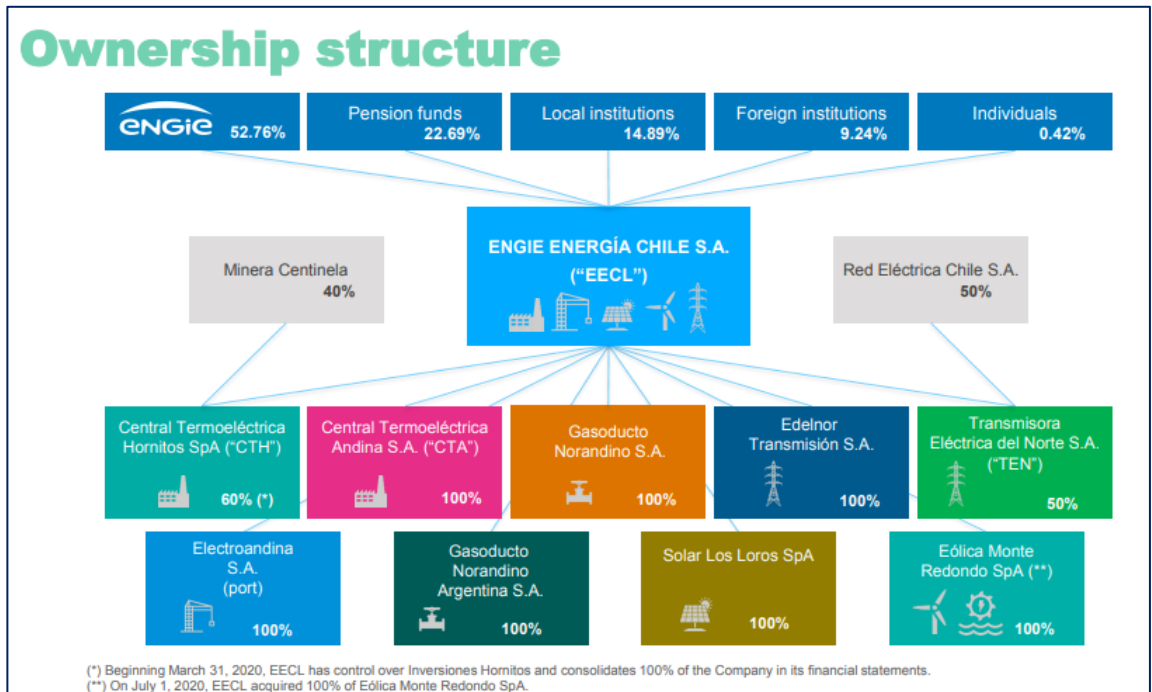 Ownership structure
ENGIE 52.76%
Pension funds
22.69%
Local institutions
14.89%
Foreign institutions
9.24%
Individuals
0.42%
ENGIE ENERGÍA CHILE S.A.
(“EECL”)
Minera Centinela
40%
Red Eléctrica Chile S.A.
50%
Central Termoeléctrica
Hornitos SpA (“CTH”)
60% (*)
Central Termoeléctrica
Andina S.A. (“CTA”)
100%
Gasoducto
Norandino S.A.
100%
Edelnor
Transmisión S.A.
100%
Transmisora
Eléctrica del Norte S.A.
(“TEN”)
50%
Electroandina
S.A.
(port)
100%
Gasoducto
Norandino
Argentina S.A.
100%
Solar Los Loros SpA
100%
Eólica Monte
Redondo SpA (**)
100%
(*) Beginning March 31, 2020, EECL has control over Inversiones Hornitos and consolidates 100% of the Company in its financial statements.
(**) On July 1, 2020, EECL acquired 100% of Eólica Monte Redondo SpA.